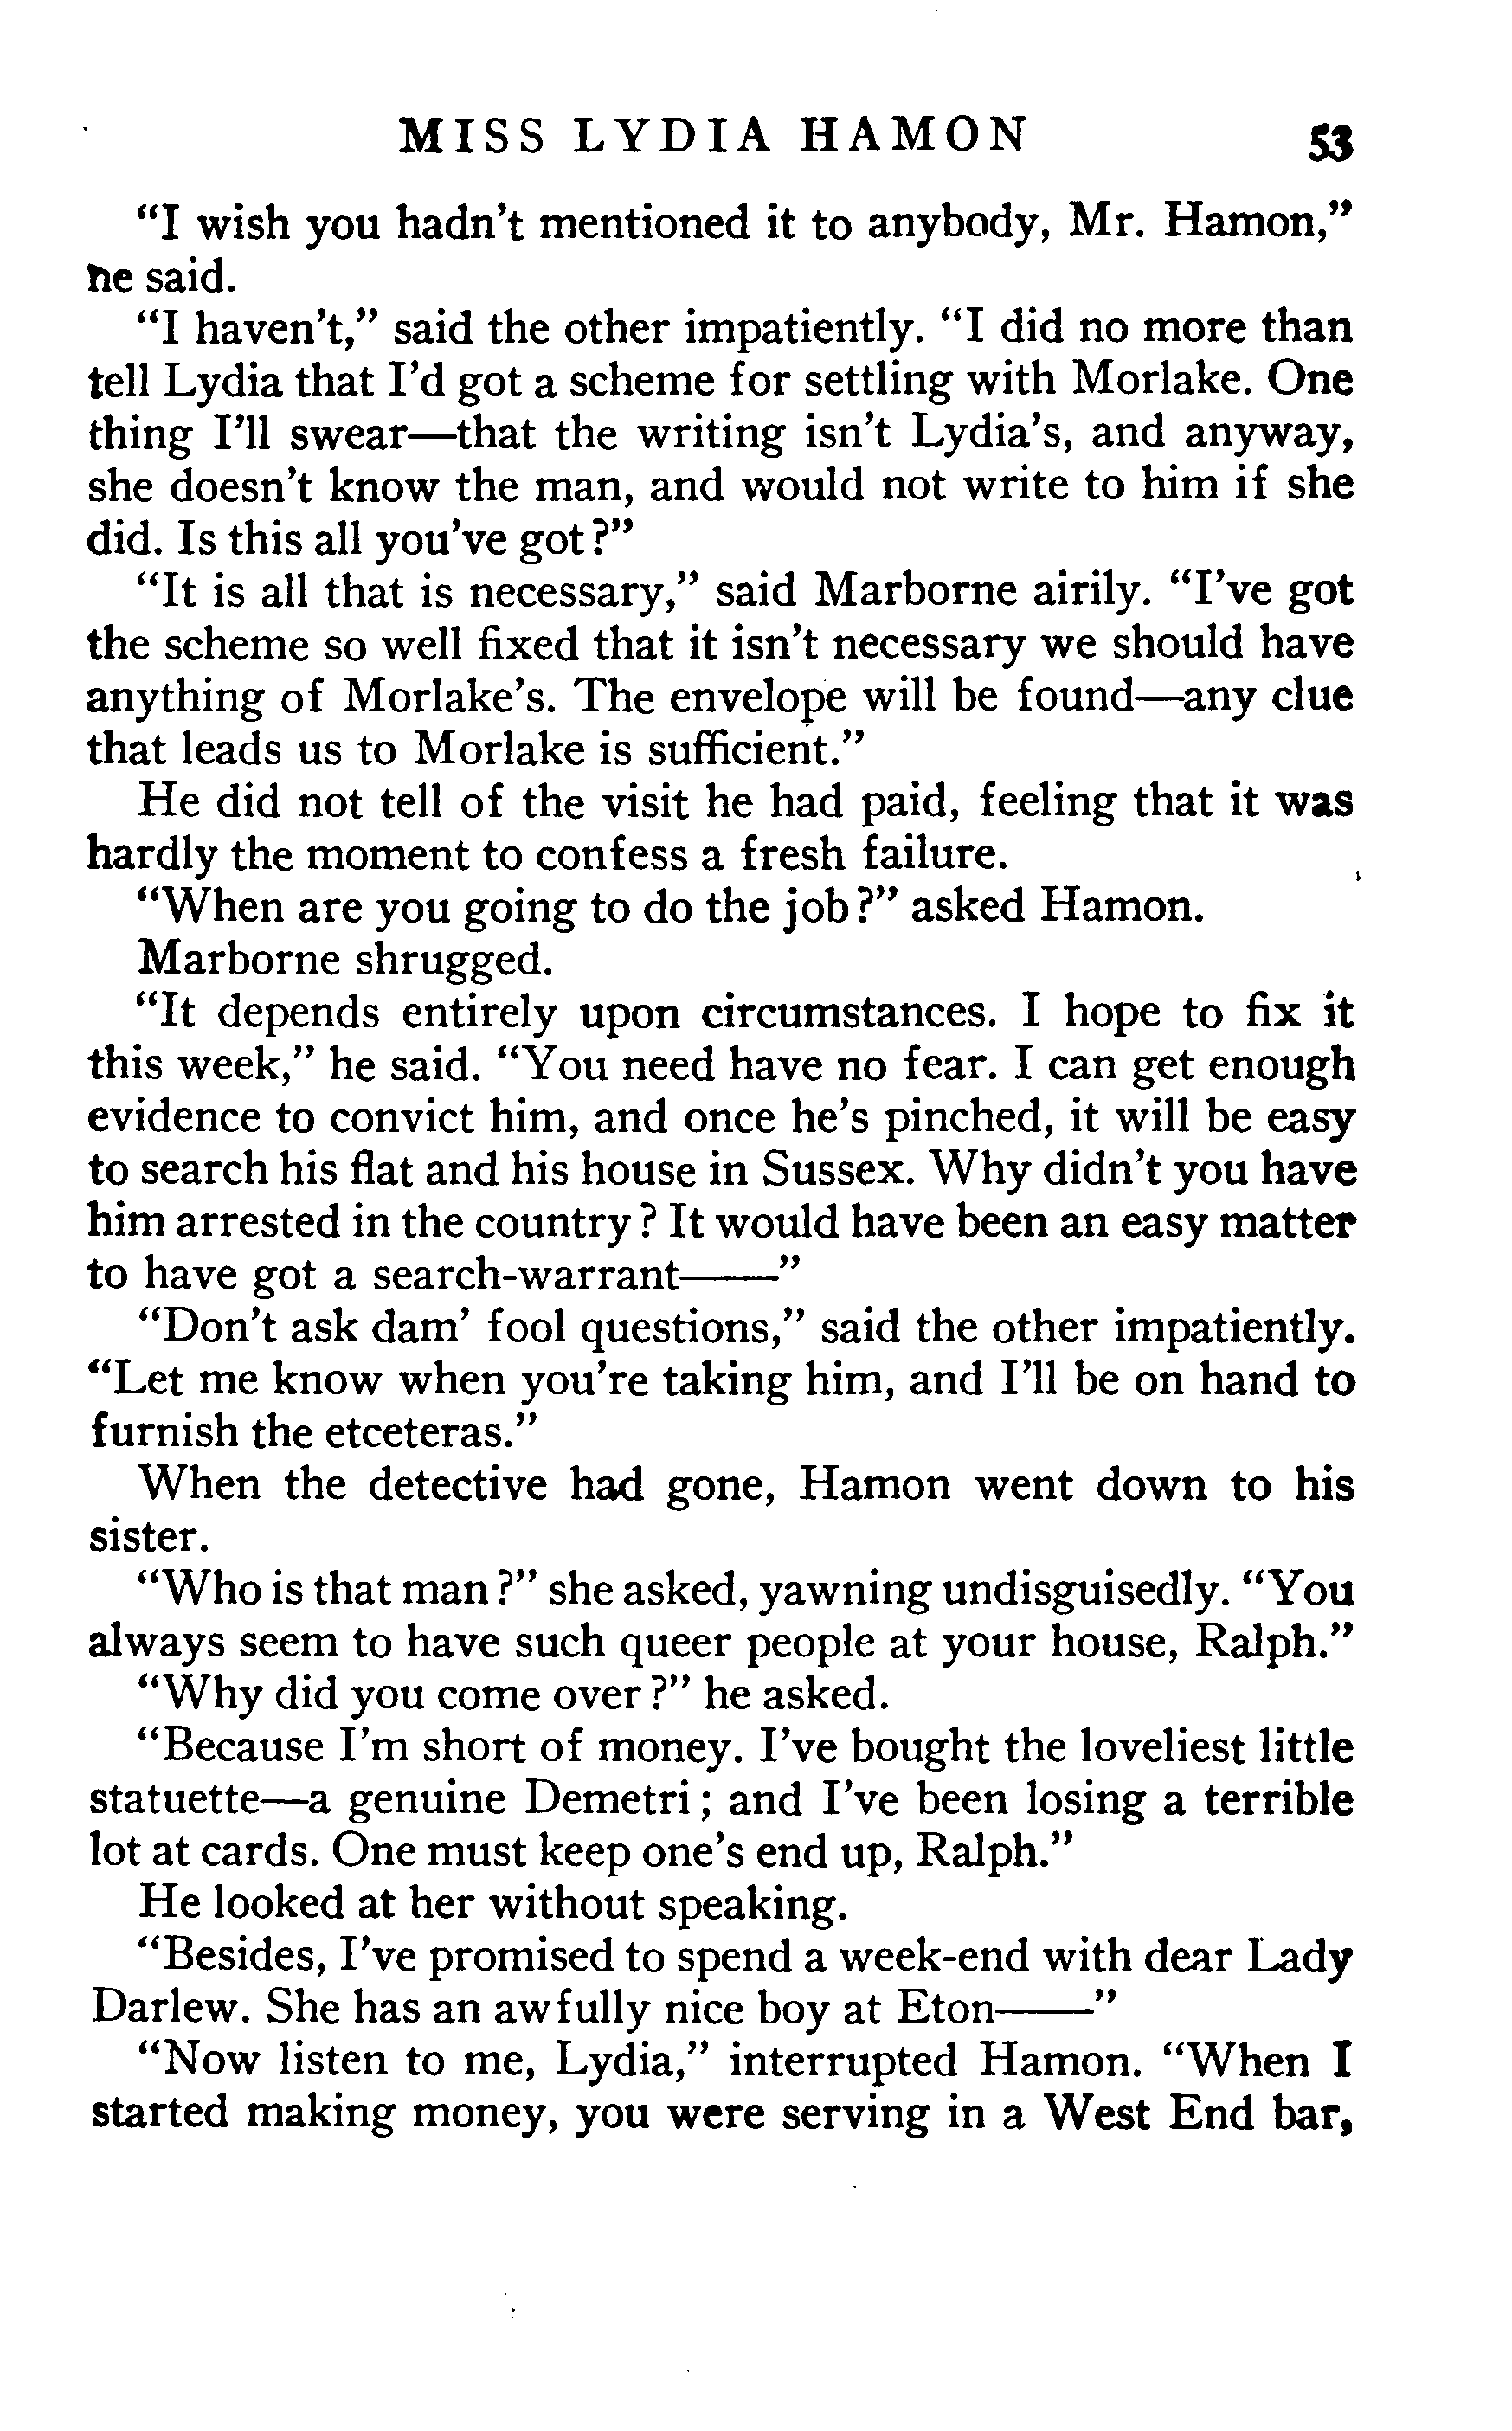 MISS LYDIA HAMON 53
"I wish you hadn't mentioned it to anybody, Mr. Hamon,"
he said.
"I haven't," said the other impatiently. "I did no more than
tell Lydia that I'd got a scheme for settling with Morlake. One
thing I'll swear—that the writing isn't Lydia's, and anyway,
she doesn't know the man, and would not write to him if she
did. Is this all you've got?"
"It is all that is necessary," said Marborne airily. "I've got
the scheme so well fixed that it isn't necessary we should have
anything of Morlake's. The envelope will be found—any clue
that leads us to Morlake is sufficient."
He did not tell of the visit he had paid, feeling that it was
hardly the moment to confess a fresh failure.
"When are you going to do the job?" asked Hamon.
Marborne shrugged.
"It depends entirely upon circumstances. I hope to fix it
this week," he said. "You need have no fear. I can get enough
evidence to convict him, and once he's pinched, it will be easy
to search his flat and his house in Sussex. Why didn't you have
him arrested in the country? It would have been an easy matter
to have got a search-warrant——"
"Don't ask dam' fool questions," said the other impatiently.
"Let me know when you're taking him, and I'll be on hand to
furnish the etceteras."
When the detective had gone, Hamon went down to his
sister.
"Who is that man?" she asked, yawning undisguisedly. "You
always seem to have such queer people at your house, Ralph."
"Why did you come over?" he asked.
"Because I'm short of money. I've bought the loveliest little
statuette—a genuine Demetri; and I've been losing a terrible
lot at cards. One must keep one's end up, Ralph."
He looked at her without speaking.
"Besides, I've promised to spend a week-end with dear Lady
Darlew. She has an awfully nice boy at Eton——"
"Now listen to me, Lydia," interrupted Hamon. "When I
started making money, you were serving in a West End bar,